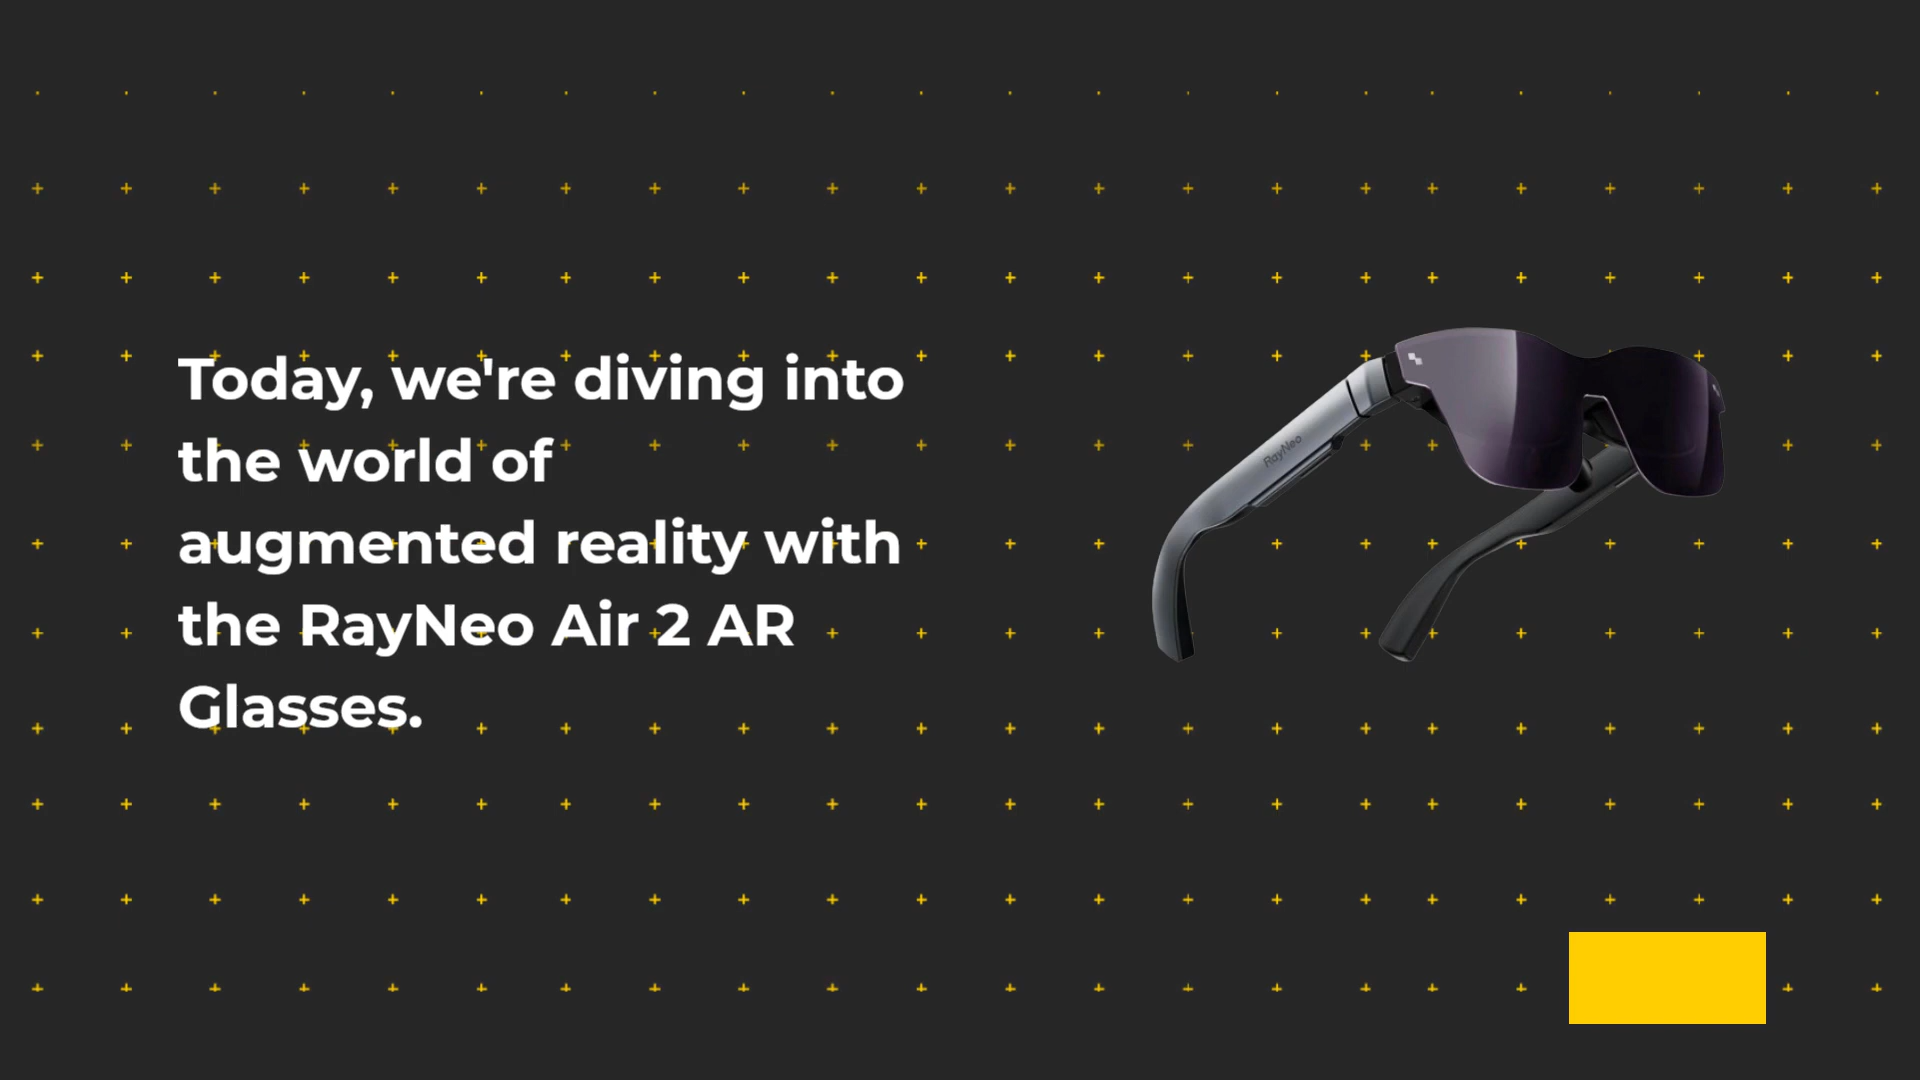 Today, we're diving into
the world of
augmented reality with
the RayNeo Air 2 AR
Glasses.
RayNeo